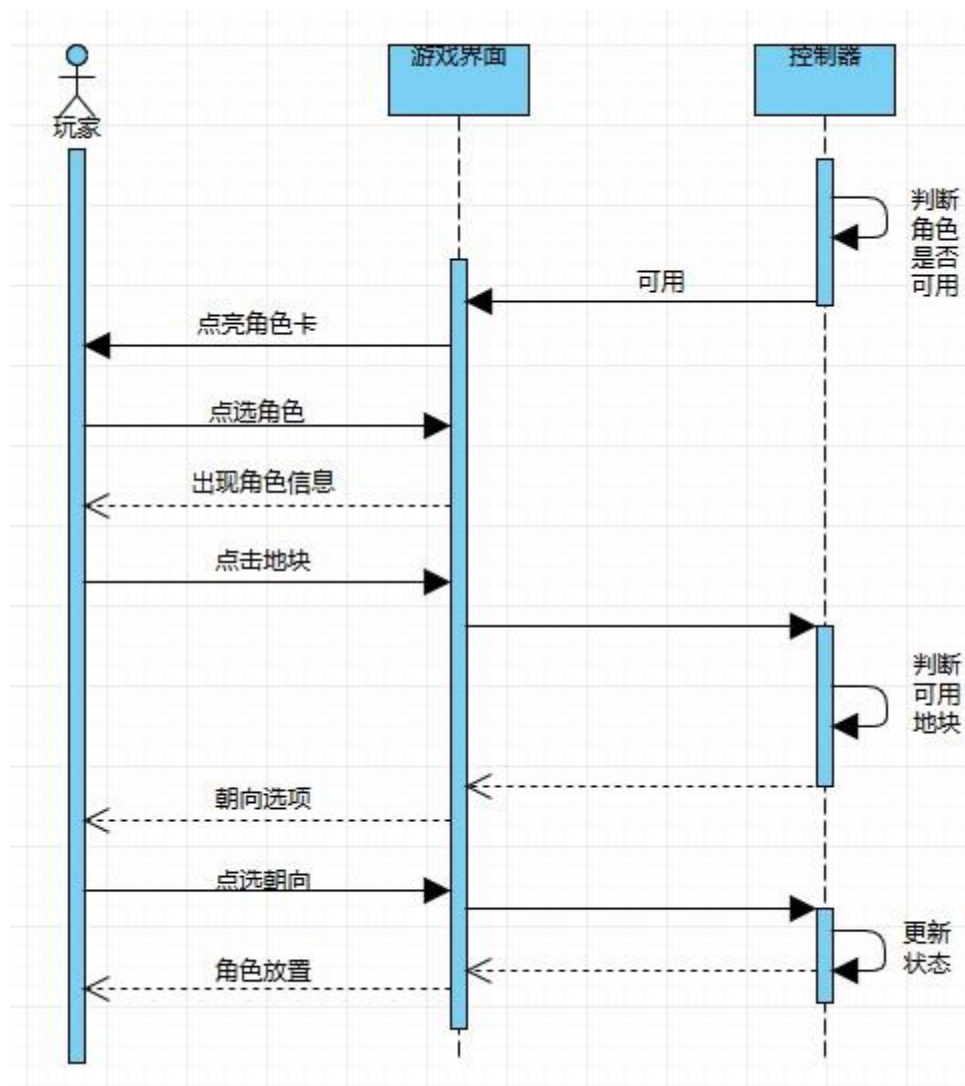 游戏界面
控制器
玩家
判断
角色
是否
可用
可用
点亮角色卡
点选角色
出现角色信息
点击地块
判断
可用
地块
朝向选项
点选朝向
更新
状态
角色放置